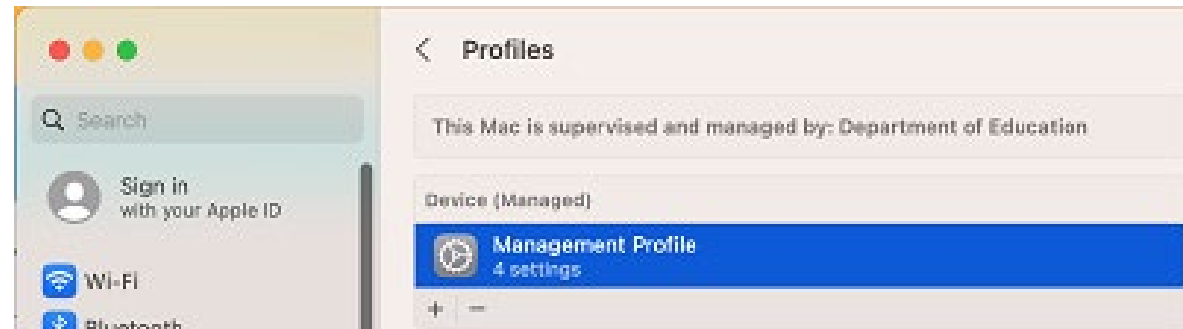 Profiles
Search
This Mac is supervised and managed by: Department of Education
Sign in
with your Apple ID
Device (Managed)
Management Profile
4 settings
Wi-Fi
Bluetooth